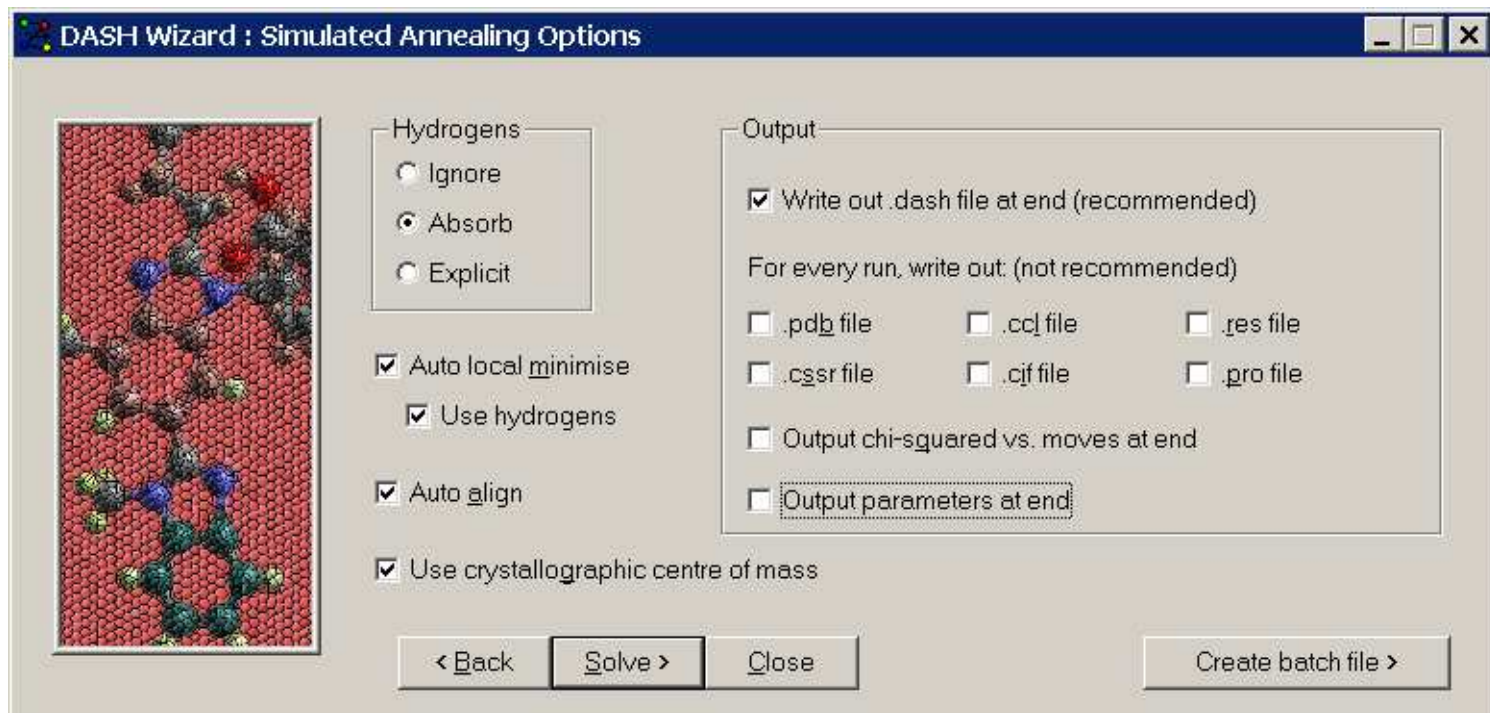 DASH Wizard : Simulated Annealing Options
Hydrogens
Ignore
Absorb
Explicit
Auto local minimise
Use hydrogens
Auto align
Use crystallographic centre of mass
Output
Write out .dash file at end (recommended)
For every run, write out: (not recommended)
.pdb file .ccl file .res file
.cssr file .cif file .pro file
Output chi-squared vs. moves at end
Output parameters at end
< Back Solve > Close Create batch file >